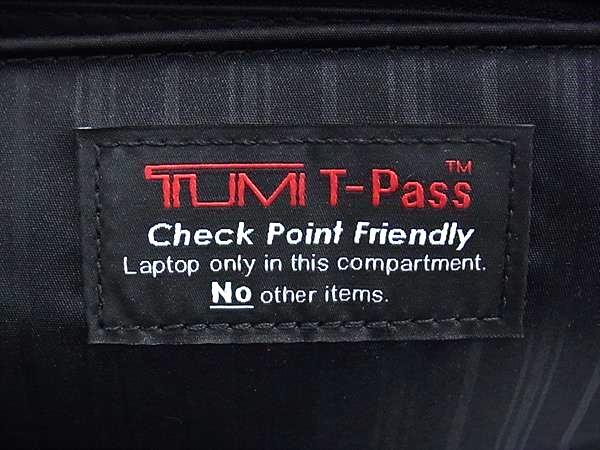 TUMI T-Pass™
Check Point Friendly
Laptop only in this compartment.
No other items.